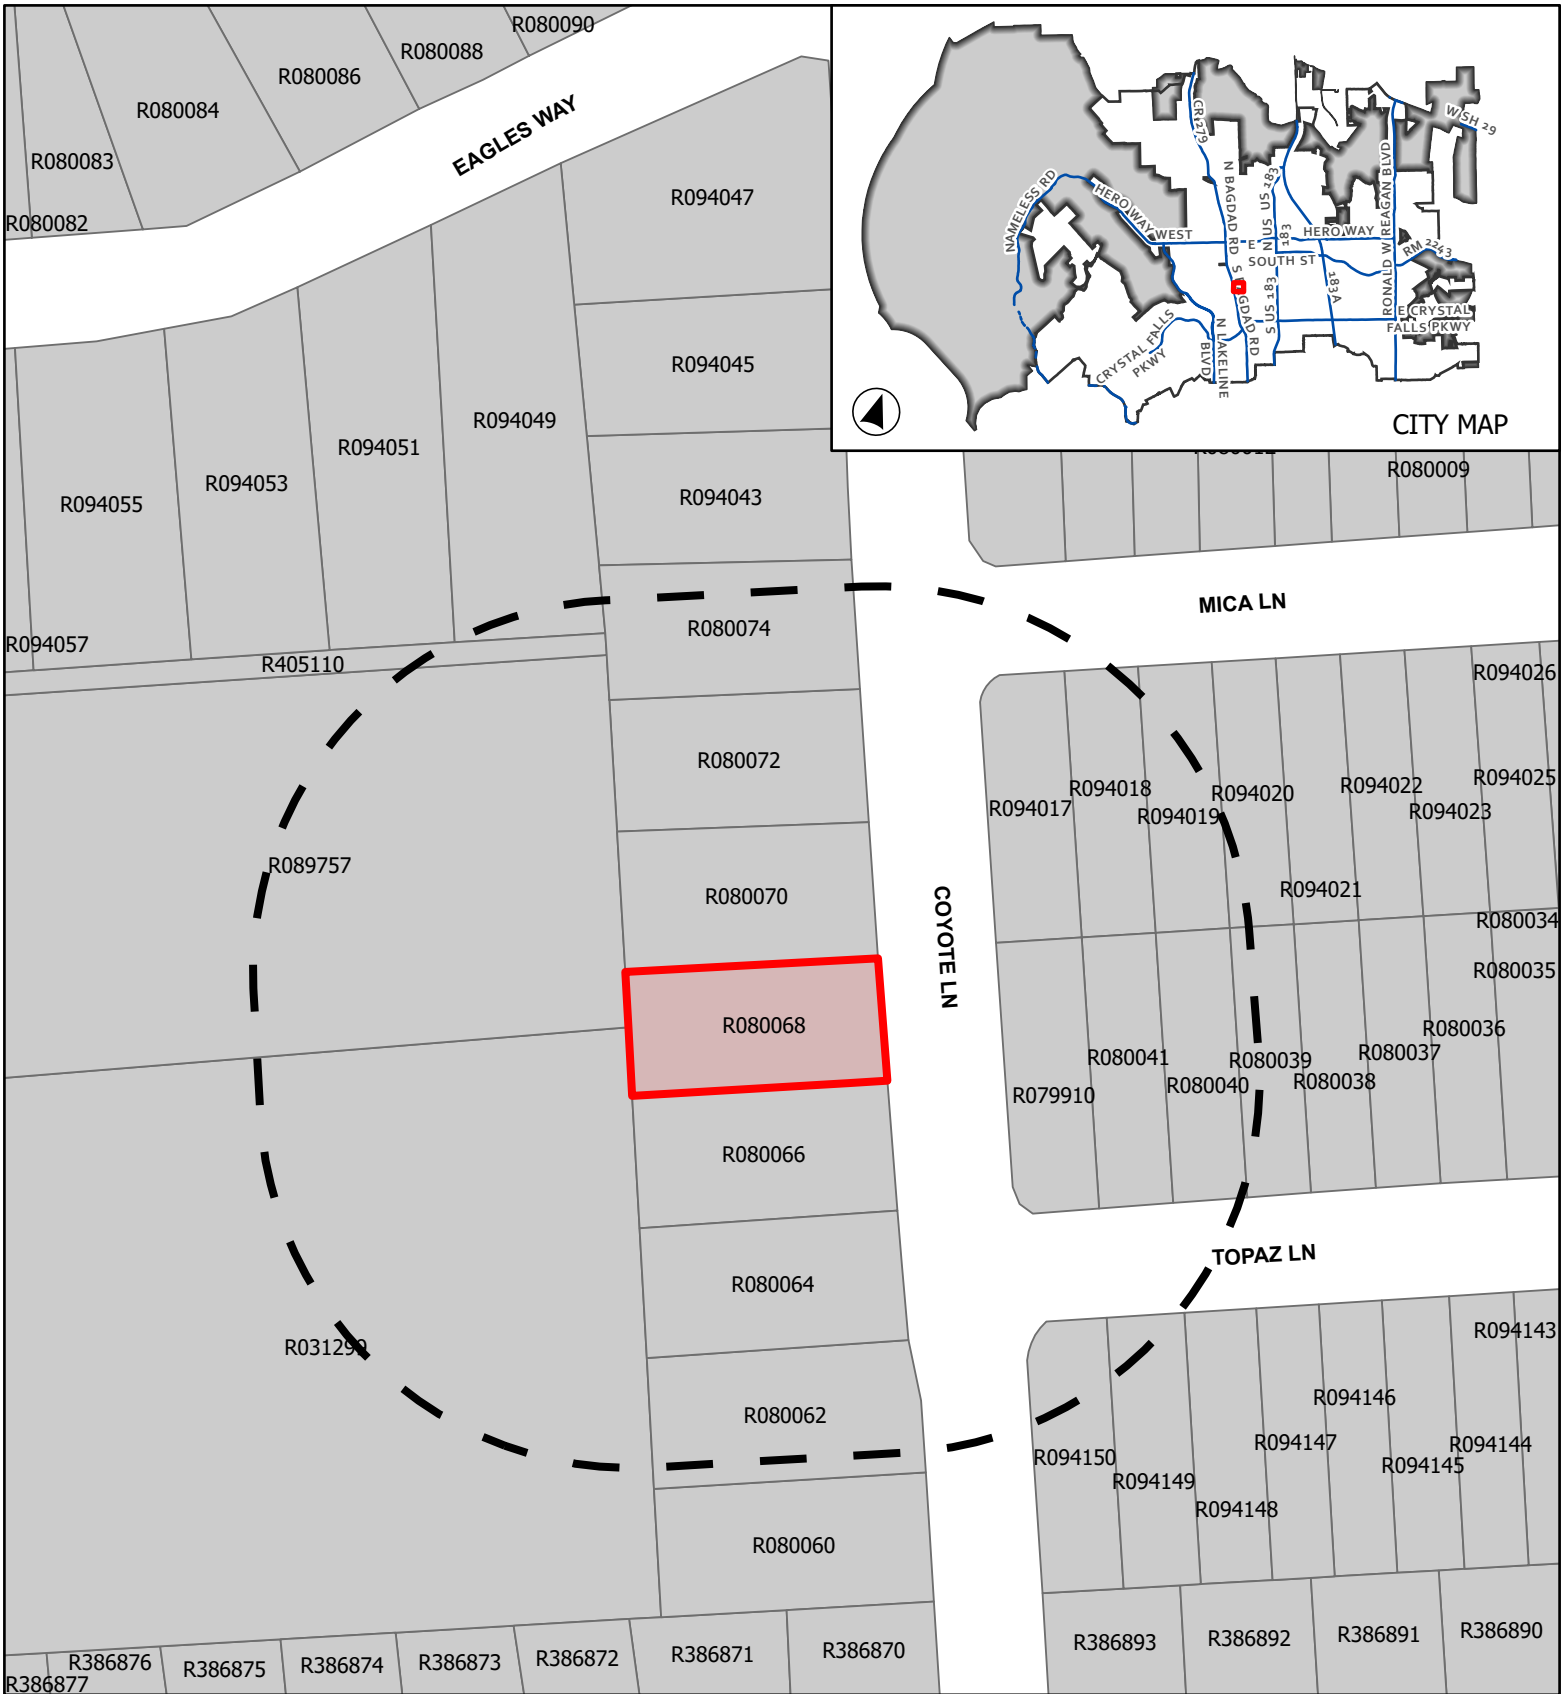 R080090
R080088
R080086
R080084
R080083
R080082
EAGLES WAY
R094047
R094045
R094043
R094049
R094051
R094053
R094055
R094057
R405110
CR 279
W SH 29
N BAGDAD RD
N US 183
US 183
RONALD W REAGAN BLVD
NAMELESS RD
HERO WAY
WEST
HERO WAY
E
SOUTH ST
RM 2243
183A
S US 183
E CRYSTAL
FALLS PKWY
CRYSTAL FALLS
PKWY
N LAKELINE
BLVD
CITY MAP
R080009
MICA LN
R080074
R080072
R080070
R080068
R080066
R080064
R080062
R080060
R089757
R031299
COYOTE LN
R094026
R094025
R094017
R094018
R094019
R094020
R094022
R094023
R094021
R080034
R080035
R080036
R080037
R080038
R080039
R080040
R080041
R079910
TOPAZ LN
R094143
R094146
R094144
R094147
R094145
R094150
R094149
R094148
R386877
R386876
R386875
R386874
R386873
R386872
R386871
R386870
R386893
R386892
R386891
R386890